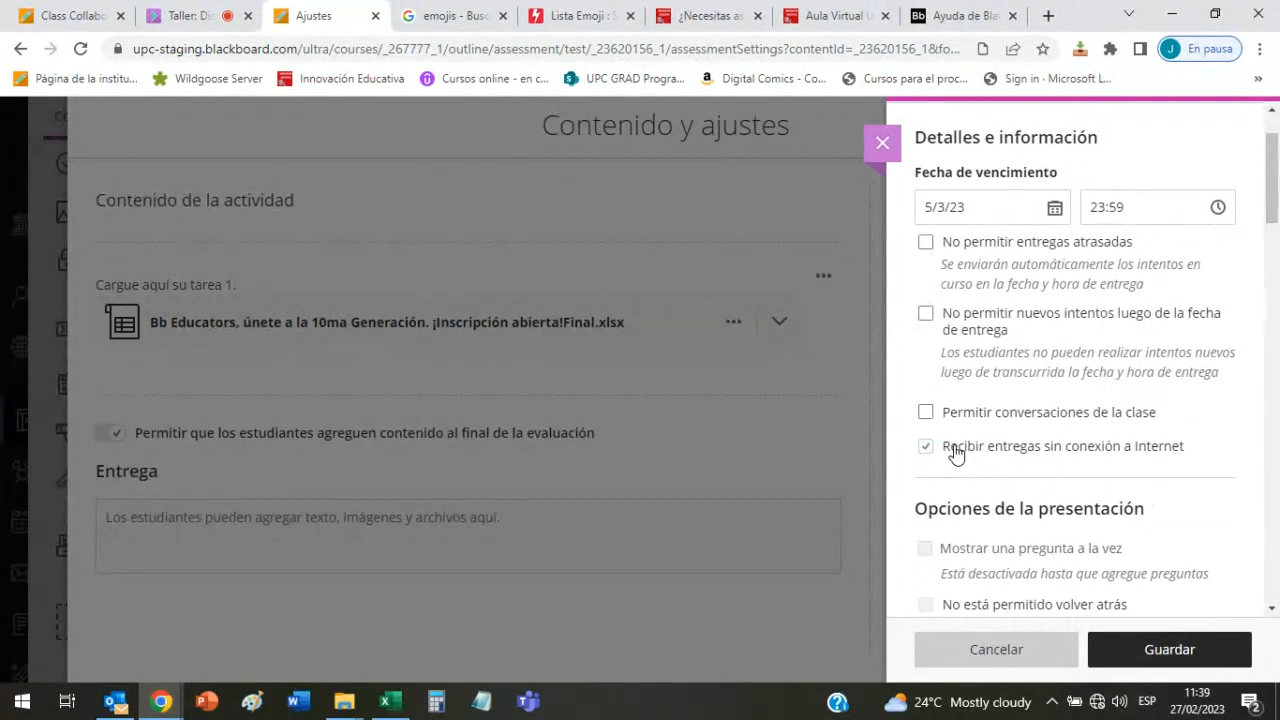 Class Collabo
Taller: Di
Ajustes
emojis - Bus
Lista Emoji : S
¿Necesitas a
Aula Virtual U
Bb Ayuda de Bla
upc-staging.blackboard.com/ultra/courses/_267777_1/outline/assessment/test/_23620156_1/assessmentSettings?contentId=_23620156_1&fo...
J En pausa
Página de la institu...
Wildgoose Server
Innovación Educativa
Cursos online - en c...
UPC GRAD Progra...
Digital Comics - Co...
Cursos para el proc...
Sign in - Microsoft L...
»
Contenido y ajustes
Contenido de la actividad
Cargue aquí su tarea 1.
Bb Educators, únete a la 10ma Generación. ¡Inscripción abierta!Final.xlsx
Permitir que los estudiantes agreguen contenido al final de la evaluación
Entrega
Los estudiantes pueden agregar texto, imágenes y archivos aquí.
Detalles e información
Fecha de vencimiento
5/3/23
23:59
No permitir entregas atrasadas
Se enviarán automáticamente los intentos en
curso en la fecha y hora de entrega
No permitir nuevos intentos luego de la fecha
de entrega
Los estudiantes no pueden realizar intentos nuevos
luego de transcurrida la fecha y hora de entrega
Permitir conversaciones de la clase
Recibir entregas sin conexión a Internet
Opciones de la presentación
Mostrar una pregunta a la vez
Está desactivada hasta que agregue preguntas
No está permitido volver atrás
Cancelar
Guardar
24°C Mostly cloudy
ESP
11:39
27/02/2023
2